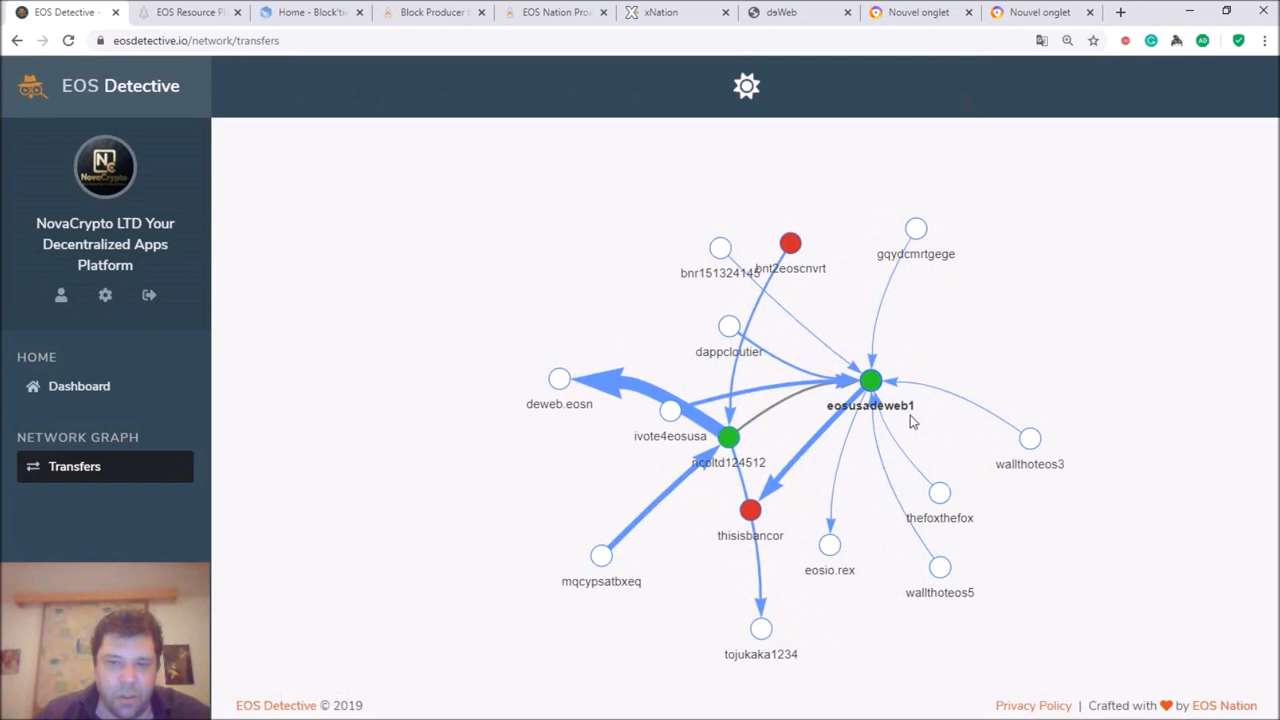 EOS Detective -
EOS Resource Pl
Home - Block'ti
Block Producer L
EOS Nation Prox
xNation
dəWeb
Nouvel onglet
Nouvel onglet
eosdetective.io/network/transfers
EOS Detective
NovaCrypto
NovaCrypto LTD Your
Decentralized Apps
Platform
HOME
Dashboard
NETWORK GRAPH
Transfers
gqydcmrtgege
bnr151324145
bnt2eoscnvrt
dappcloutier
deweb.eosn
eosusadeweb1
ivote4eosusa
ncoltd124512
wallthoteos3
thefoxthefox
thisisbancor
eosio.rex
mqcypsatbxeq
wallthoteos5
tojukaka1234
EOS Detective © 2019
Privacy Policy | Crafted with ❤ by EOS Nation